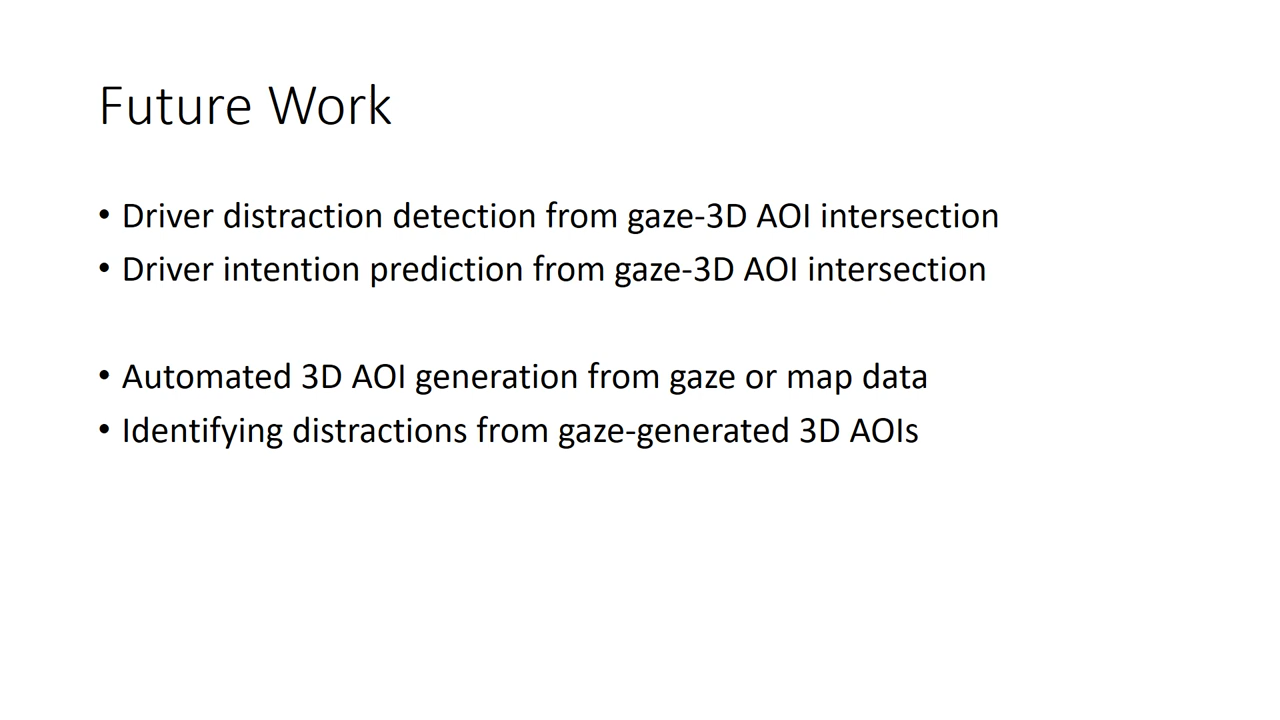 Future Work
• Driver distraction detection from gaze-3D AOI intersection
• Driver intention prediction from gaze-3D AOI intersection
• Automated 3D AOI generation from gaze or map data
• Identifying distractions from gaze-generated 3D AOIs